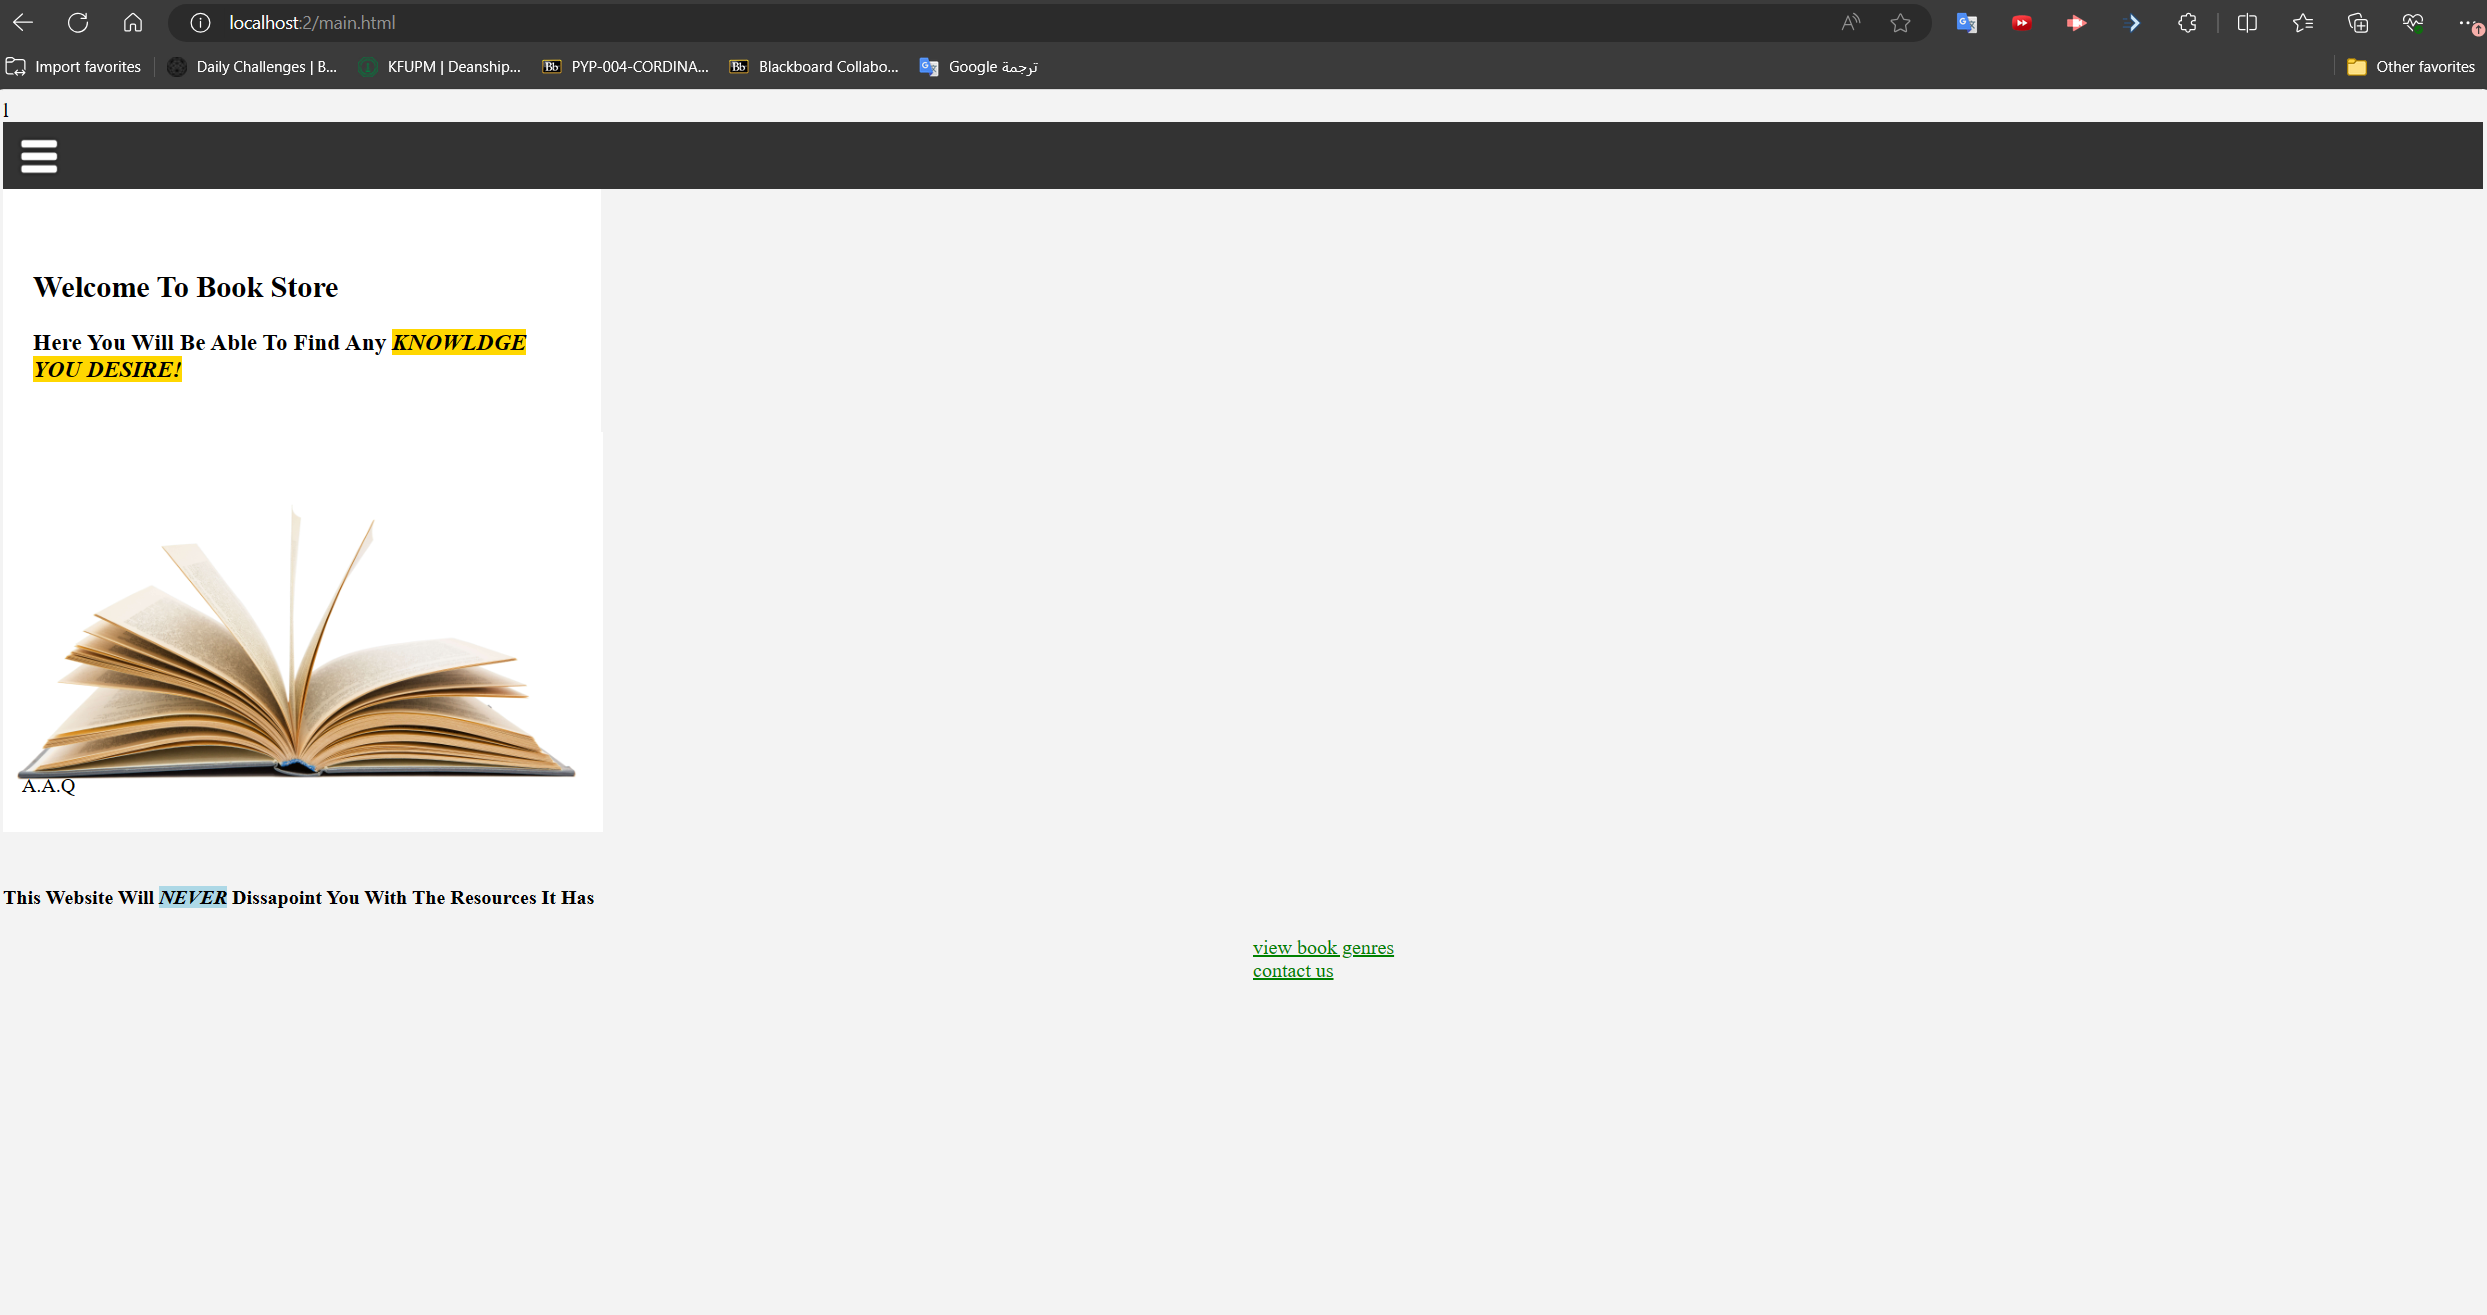 localhost:2/main.html
Import favorites
Daily Challenges | B...
KFUPM | Deanship...
Bb PYP-004-CORDINA...
Bb Blackboard Collabo...
Google ترجمة
Other favorites
l
Welcome To Book Store
Here You Will Be Able To Find Any KNOWLDGE
YOU DESIRE!
A.A.Q
This Website Will NEVER Dissapoint You With The Resources It Has
view book genres
contact us